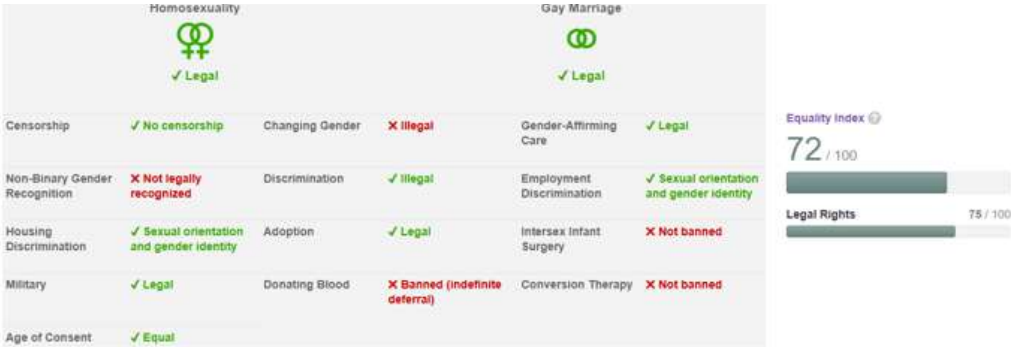 Homosexuality
✓ Legal
Gay Marriage
✓ Legal
Censorship
✓ No censorship
Changing Gender
✕ Illegal
Gender-Affirming
Care
✓ Legal
Non-Binary Gender
Recognition
✕ Not legally
recognized
Discrimination
✓ Illegal
Employment
Discrimination
✓ Sexual orientation
and gender identity
Housing
Discrimination
✓ Sexual orientation
and gender identity
Adoption
✓ Legal
Intersex Infant
Surgery
✕ Not banned
Military
✓ Legal
Donating Blood
✕ Banned (indefinite
deferral)
Conversion Therapy
✕ Not banned
Age of Consent
✓ Equal
Equality Index ?
72 / 100
Legal Rights
75 / 100